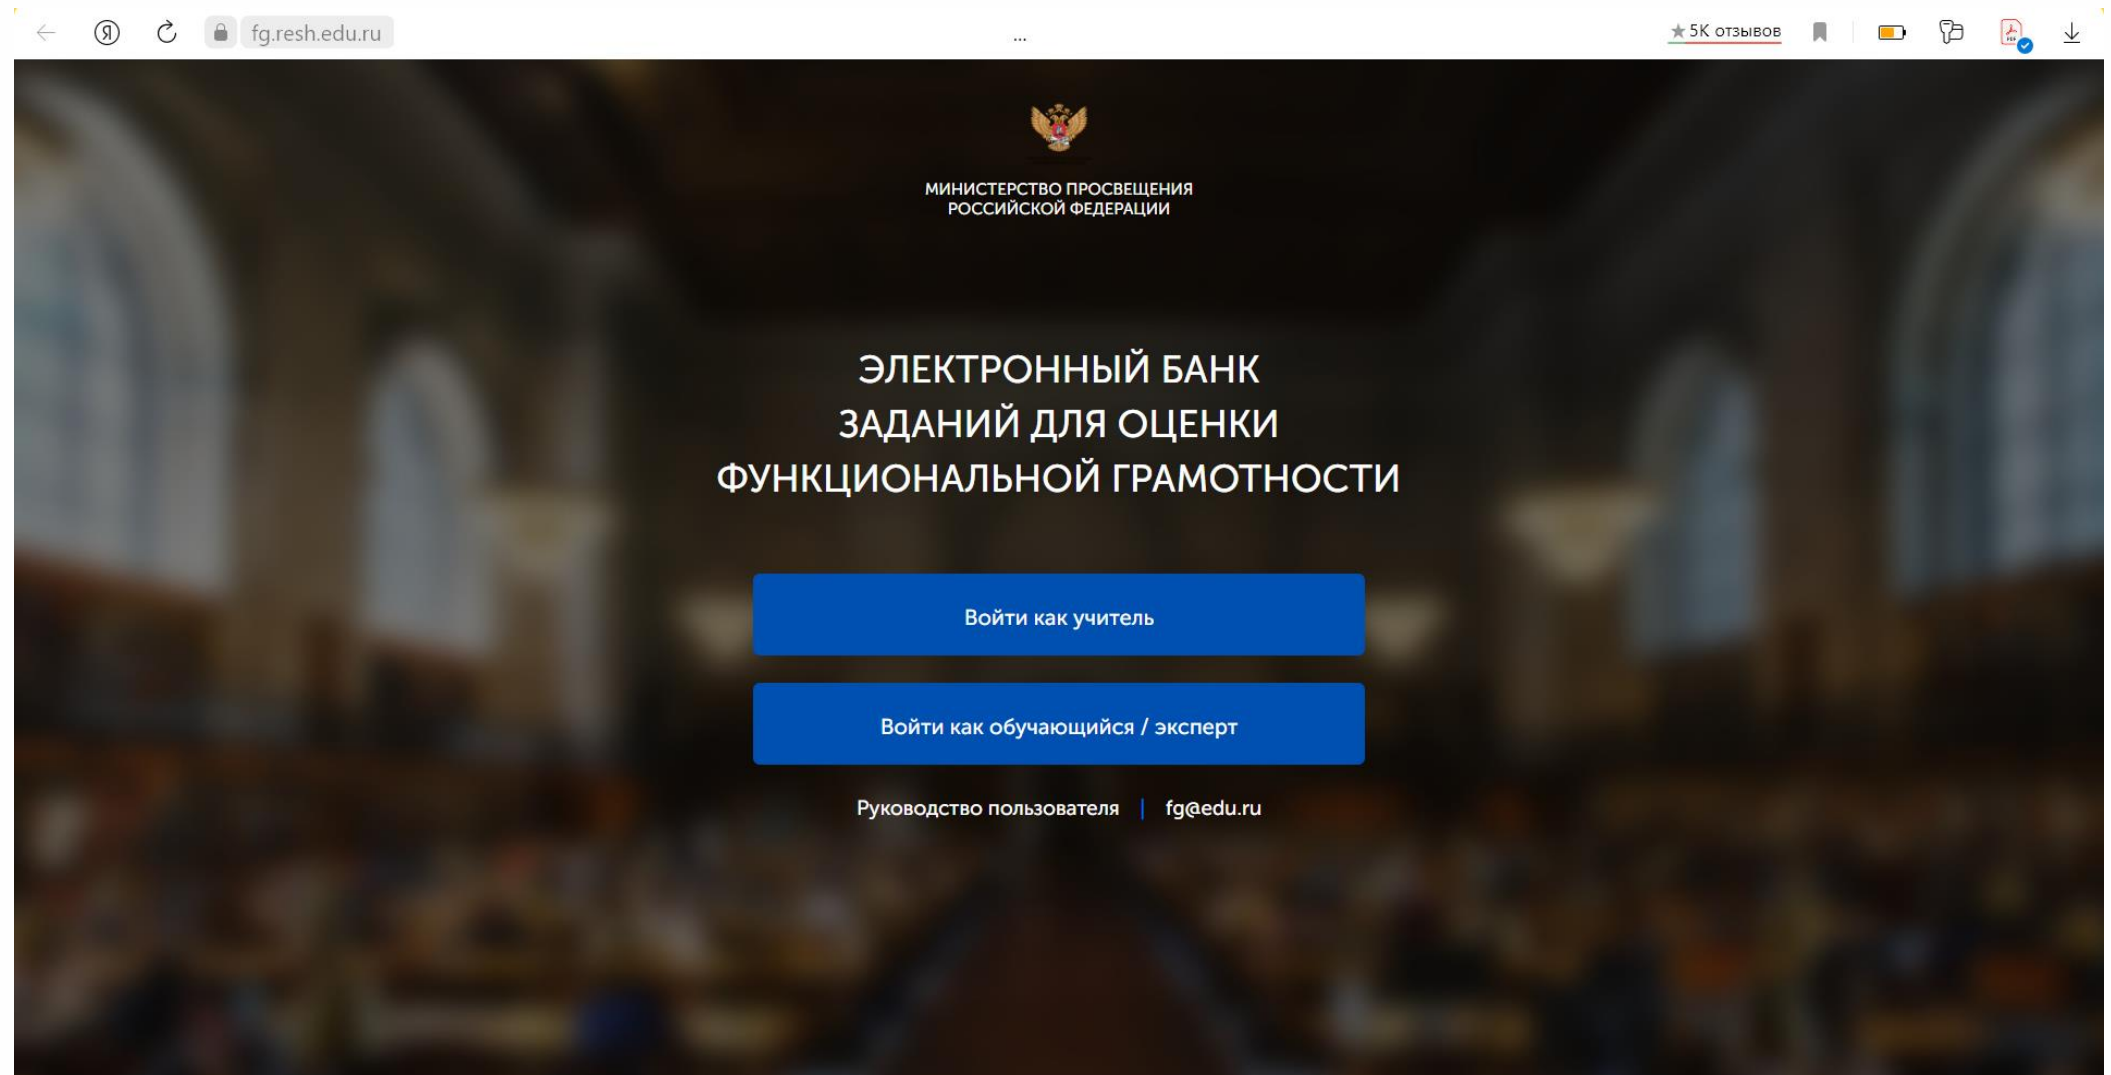 fg.resh.edu.ru
...
5К отзывов
МИНИСТЕРСТВО ПРОСВЕЩЕНИЯ
РОССИЙСКОЙ ФЕДЕРАЦИИ
ЭЛЕКТРОННЫЙ БАНК
ЗАДАНИЙ ДЛЯ ОЦЕНКИ
ФУНКЦИОНАЛЬНОЙ ГРАМОТНОСТИ
Войти как учитель
Войти как обучающийся / эксперт
Руководство пользователя | fg@edu.ru